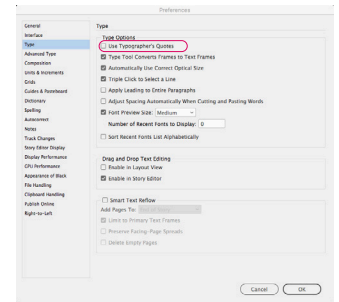 Preferences
General
Interface
Type
Advanced Type
Composition
Units & Increments
Grids
Guides & Pasteboard
Dictionary
Spelling
Autocorrect
Notes
Track Changes
Story Editor Display
Display Performance
GPU Performance
Appearance of Black
File Handling
Clipboard Handling
Publish Online
Right-to-Left
Type
Type Options
Use Typographer's Quotes
Type Tool Converts Frames to Text Frames
Automatically Use Correct Optical Size
Triple Click to Select a Line
Apply Leading to Entire Paragraphs
Adjust Spacing Automatically When Cutting and Pasting Words
Font Preview Size: Medium
Number of Recent Fonts to Display: 0
Sort Recent Fonts List Alphabetically
Drag and Drop Text Editing
Enable in Layout View
Enable in Story Editor
Smart Text Reflow
Add Pages To:
Limit to Primary Text Frames
Preserve Facing-Page Spreads
Delete Empty Pages
Cancel
OK